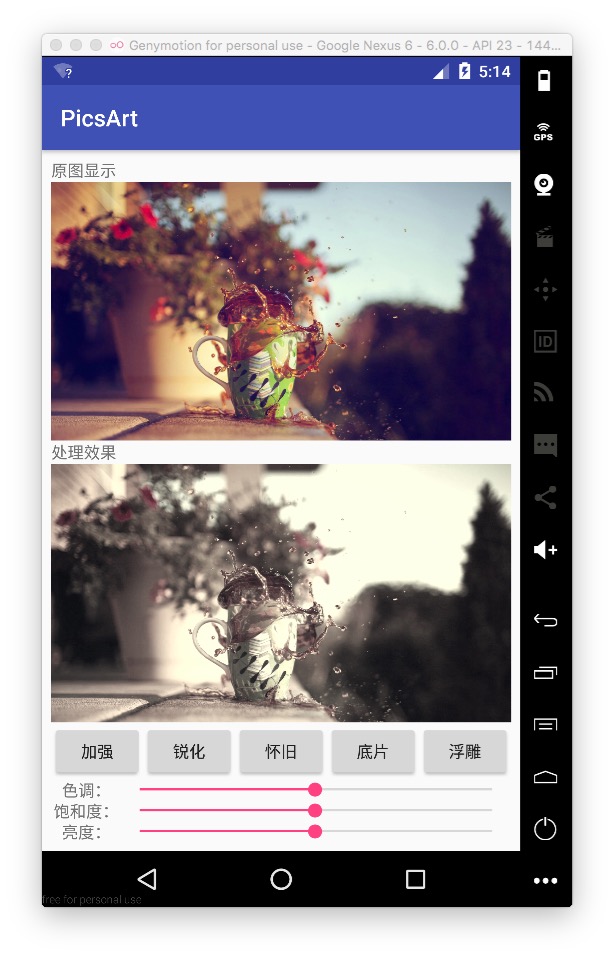 Genymotion for personal use - Google Nexus 6 - 6.0.0 - API 23 - 144...
5:14
PicsArt
GPS
ID
原图显示
处理效果
加强 锐化 怀旧 底片 浮雕
色调：
饱和度：
亮度：
free for personal use